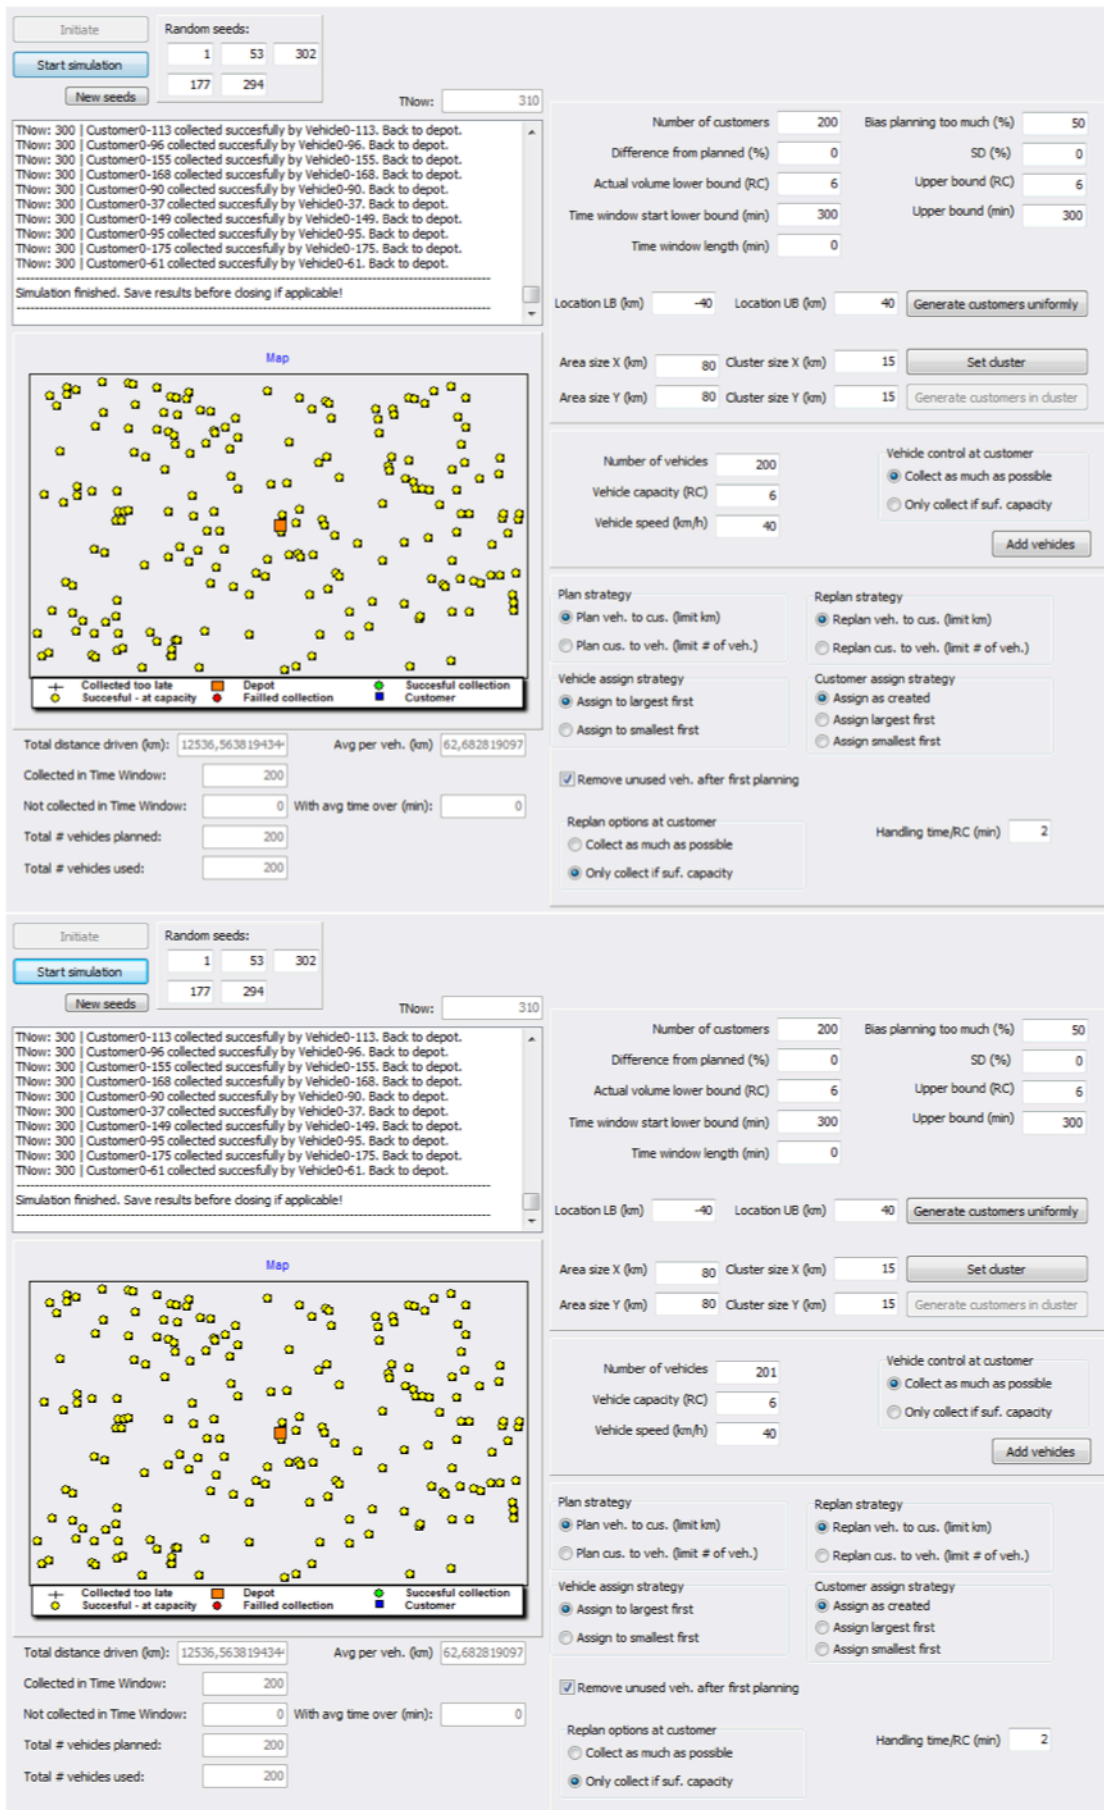 Initiate
Random seeds:
1 53 302
Start simulation
177 294
New seeds
TNow: 310
TNow: 300 | Customer0-113 collected succesfully by Vehicle0-113. Back to depot.
TNow: 300 | Customer0-96 collected succesfully by Vehicle0-96. Back to depot.
TNow: 300 | Customer0-155 collected succesfully by Vehicle0-155. Back to depot.
TNow: 300 | Customer0-168 collected succesfully by Vehicle0-168. Back to depot.
TNow: 300 | Customer0-90 collected succesfully by Vehicle0-90. Back to depot.
TNow: 300 | Customer0-37 collected succesfully by Vehicle0-37. Back to depot.
TNow: 300 | Customer0-149 collected succesfully by Vehicle0-149. Back to depot.
TNow: 300 | Customer0-95 collected succesfully by Vehicle0-95. Back to depot.
TNow: 300 | Customer0-175 collected succesfully by Vehicle0-175. Back to depot.
TNow: 300 | Customer0-61 collected succesfully by Vehicle0-61. Back to depot.
Simulation finished. Save results before closing if applicable!
Map
Collected too late Depot Succesful collection
Succesful - at capacity Failled collection Customer
Total distance driven (km): 12536,563819434 Avg per veh. (km) 62,682819097
Collected in Time Window: 200
Not collected in Time Window: 0 With avg time over (min): 0
Total # vehicles planned: 200
Total # vehicles used: 200
Number of customers 200 Bias planning too much (%) 50
Difference from planned (%) 0 SD (%) 0
Actual volume lower bound (RC) 6 Upper bound (RC) 6
Time window start lower bound (min) 300 Upper bound (min) 300
Time window length (min) 0
Location LB (km) -40 Location UB (km) 40 Generate customers uniformly
Area size X (km) 80 Cluster size X (km) 15 Set cluster
Area size Y (km) 80 Cluster size Y (km) 15 Generate customers in cluster
Number of vehicles 200
Vehicle capacity (RC) 6
Vehicle speed (km/h) 40
Vehicle control at customer
Collect as much as possible
Only collect if suf. capacity
Add vehicles
Plan strategy
Plan veh. to cus. (limit km)
Plan cus. to veh. (limit # of veh.)
Replan strategy
Replan veh. to cus. (limit km)
Replan cus. to veh. (limit # of veh.)
Vehicle assign strategy
Assign to largest first
Assign to smallest first
Customer assign strategy
Assign as created
Assign largest first
Assign smallest first
Remove unused veh. after first planning
Replan options at customer
Collect as much as possible
Only collect if suf. capacity
Handling time/RC (min) 2
Initiate
Random seeds:
1 53 302
Start simulation
177 294
New seeds
TNow: 310
TNow: 300 | Customer0-113 collected succesfully by Vehicle0-113. Back to depot.
TNow: 300 | Customer0-96 collected succesfully by Vehicle0-96. Back to depot.
TNow: 300 | Customer0-155 collected succesfully by Vehicle0-155. Back to depot.
TNow: 300 | Customer0-168 collected succesfully by Vehicle0-168. Back to depot.
TNow: 300 | Customer0-90 collected succesfully by Vehicle0-90. Back to depot.
TNow: 300 | Customer0-37 collected succesfully by Vehicle0-37. Back to depot.
TNow: 300 | Customer0-149 collected succesfully by Vehicle0-149. Back to depot.
TNow: 300 | Customer0-95 collected succesfully by Vehicle0-95. Back to depot.
TNow: 300 | Customer0-175 collected succesfully by Vehicle0-175. Back to depot.
TNow: 300 | Customer0-61 collected succesfully by Vehicle0-61. Back to depot.
Simulation finished. Save results before closing if applicable!
Map
Collected too late Depot Succesful collection
Succesful - at capacity Failled collection Customer
Total distance driven (km): 12536,563819434 Avg per veh. (km) 62,682819097
Collected in Time Window: 200
Not collected in Time Window: 0 With avg time over (min): 0
Total # vehicles planned: 200
Total # vehicles used: 200
Number of customers 200 Bias planning too much (%) 50
Difference from planned (%) 0 SD (%) 0
Actual volume lower bound (RC) 6 Upper bound (RC) 6
Time window start lower bound (min) 300 Upper bound (min) 300
Time window length (min) 0
Location LB (km) -40 Location UB (km) 40 Generate customers uniformly
Area size X (km) 80 Cluster size X (km) 15 Set cluster
Area size Y (km) 80 Cluster size Y (km) 15 Generate customers in cluster
Number of vehicles 201
Vehicle capacity (RC) 6
Vehicle speed (km/h) 40
Vehicle control at customer
Collect as much as possible
Only collect if suf. capacity
Add vehicles
Plan strategy
Plan veh. to cus. (limit km)
Plan cus. to veh. (limit # of veh.)
Replan strategy
Replan veh. to cus. (limit km)
Replan cus. to veh. (limit # of veh.)
Vehicle assign strategy
Assign to largest first
Assign to smallest first
Customer assign strategy
Assign as created
Assign largest first
Assign smallest first
Remove unused veh. after first planning
Replan options at customer
Collect as much as possible
Only collect if suf. capacity
Handling time/RC (min) 2